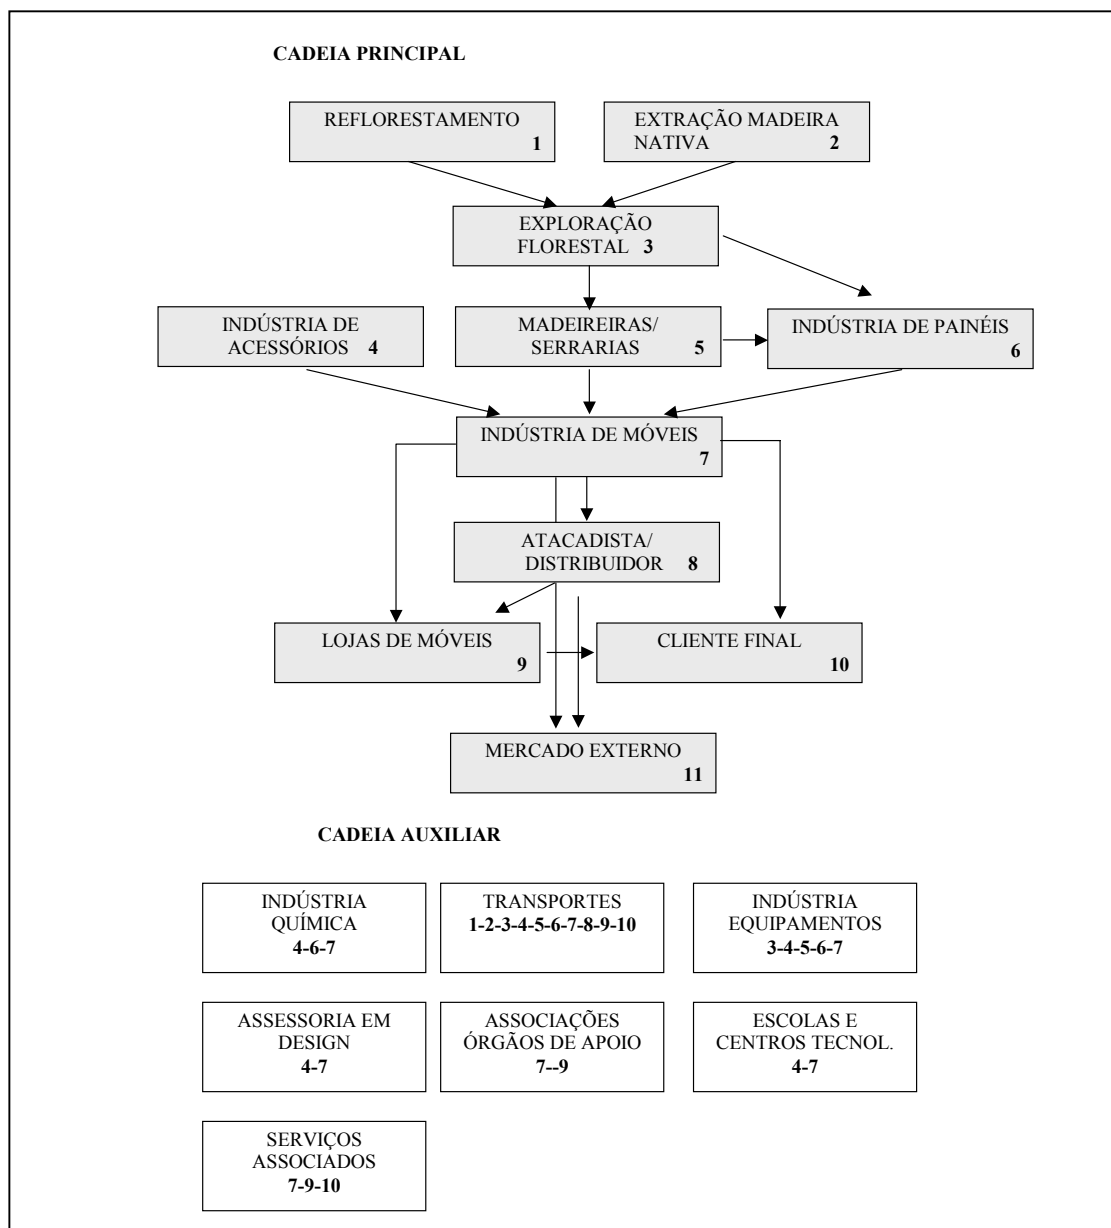 CADEIA PRINCIPAL
REFLORESTAMENTO
1
EXTRAÇÃO MADEIRA
NATIVA 2
EXPLORAÇÃO
FLORESTAL 3
INDÚSTRIA DE
ACESSÓRIOS 4
MADEIREIRAS/
SERRARIAS 5
INDÚSTRIA DE PAINÉIS
6
INDÚSTRIA DE MÓVEIS
7
ATACADISTA/
DISTRIBUIDOR 8
LOJAS DE MÓVEIS
9
CLIENTE FINAL
10
MERCADO EXTERNO
11
CADEIA AUXILIAR
INDÚSTRIA
QUÍMICA
4-6-7
TRANSPORTES
1-2-3-4-5-6-7-8-9-10
INDÚSTRIA
EQUIPAMENTOS
3-4-5-6-7
ASSESSORIA EM
DESIGN
4-7
ASSOCIAÇÕES
ÓRGÃOS DE APOIO
7--9
ESCOLAS E
CENTROS TECNOL.
4-7
SERVIÇOS
ASSOCIADOS
7-9-10